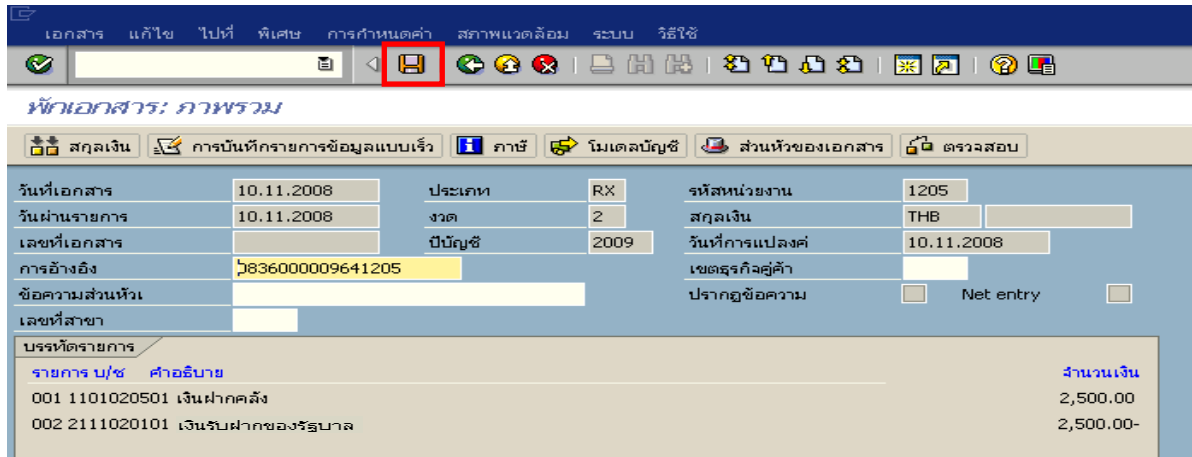 เอกสาร แก้ไข ไปที่ พิเศษ การกำหนดค่า สภาพแวดล้อม ระบบ วิธีใช้
พักเอกสาร: ภาพรวม
สกุลเงิน การบันทึกรายการข้อมูลแบบเร็ว ภาษี โมเดลบัญชี ส่วนหัวของเอกสาร ตรวจสอบ
วันที่เอกสาร 10.11.2008 ประเภท RX รหัสหน่วยงาน 1205
วันผ่านรายการ 10.11.2008 งวด 2 สกุลเงิน THB
เลขที่เอกสาร ปีบัญชี 2009 วันที่การแปลงค่ 10.11.2008
การอ้างอิง 836000009641205 เขตธุรกิจคู่ค้า
ข้อความส่วนหัวเ ปรากฏข้อความ Net entry
เลขที่สาขา
บรรทัดรายการ
รายการ บ/ช คำอธิบาย จำนวนเงิน
001 1101020501 เงินฝากคลัง 2,500.00
002 2111020101 เงินรับฝากของรัฐบาล 2,500.00-